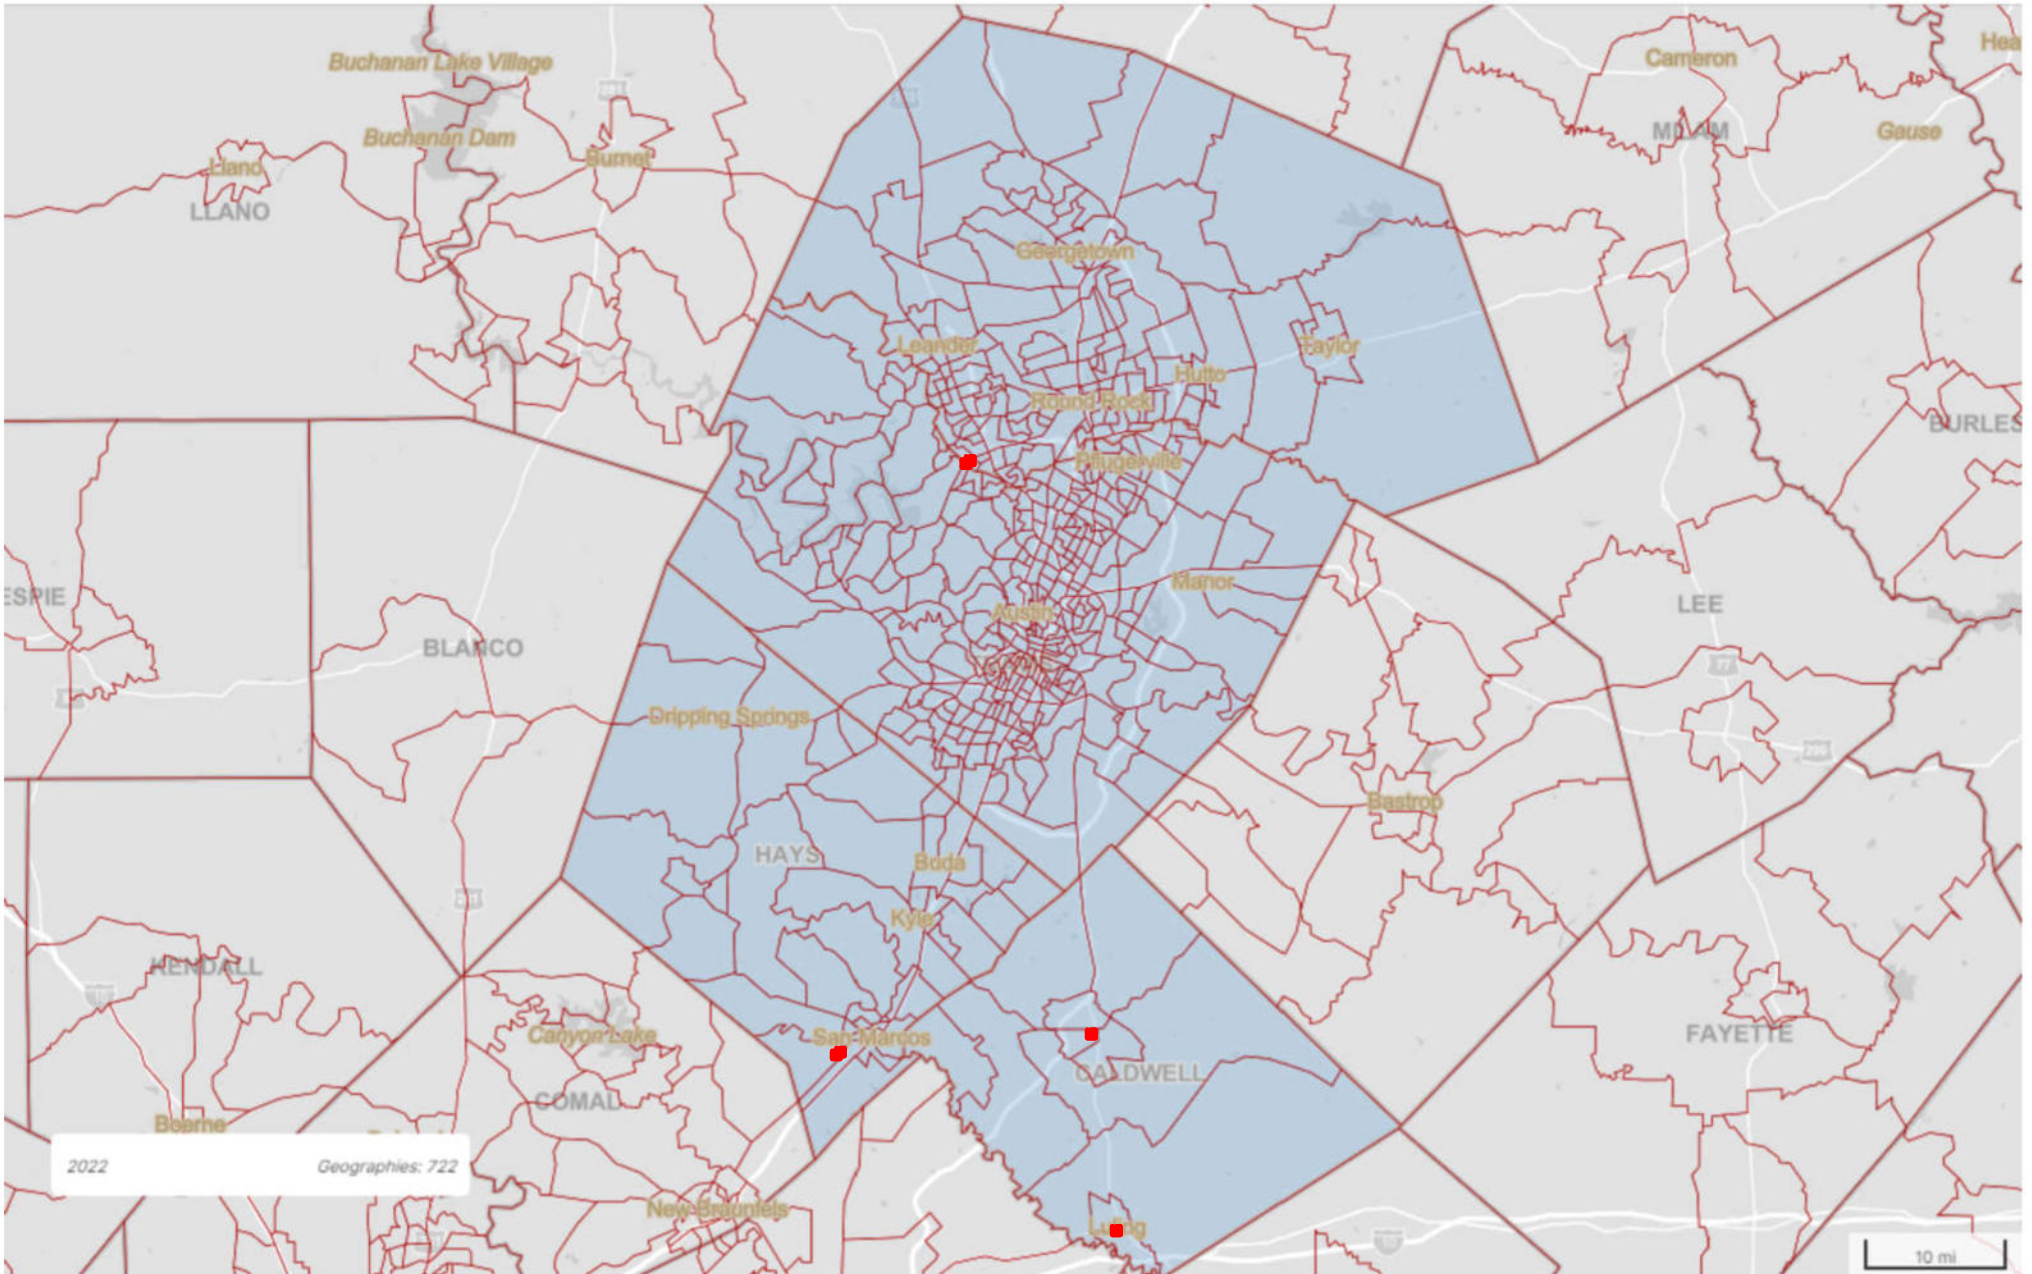 Buchanan Lake Village
Cameron
Buchanan Dam
MILAM
Gause
Burnet
Llano
LLANO
Georgetown
Leander
Taylor
Hutto
Round Rock
BURLES
Pflugerville
Manor
ESPIE
LEE
Austin
BLANCO
Dripping Springs
Bastrop
HAYS
Buda
Kyle
KENDALL
Canyon Lake
San Marcos
FAYETTE
CALDWELL
COMAL
Boerne
2022 Geographies: 722
New Braunfels
Luling
10 mi